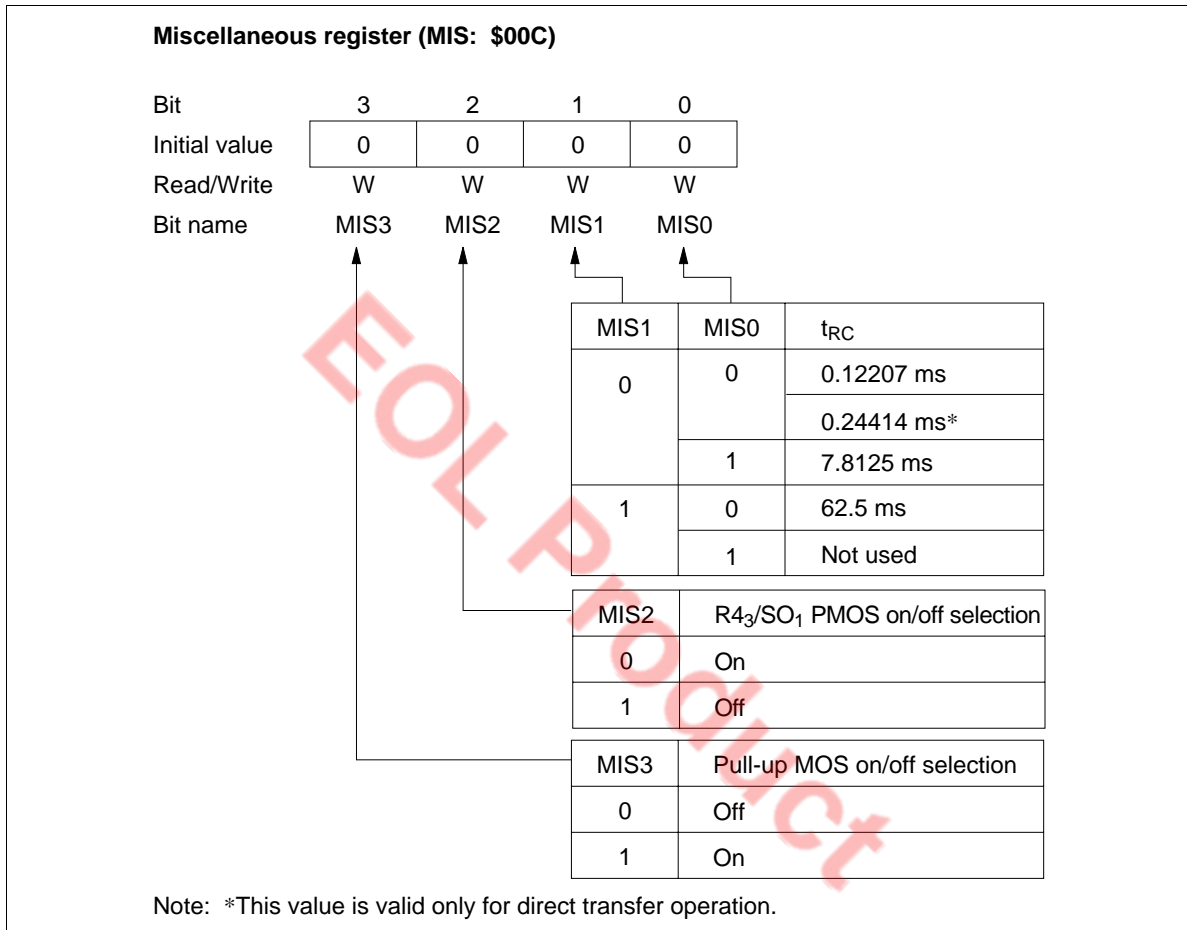 Miscellaneous register (MIS: $00C)
Bit 3 2 1 0
Initial value 0 0 0 0
Read/Write W W W W
Bit name MIS3 MIS2 MIS1 MIS0
MIS1 MIS0 tRC
0 0 0.12207 ms
0.24414 ms*
1 7.8125 ms
1 0 62.5 ms
1 Not used
MIS2 R43/SO1 PMOS on/off selection
0 On
1 Off
MIS3 Pull-up MOS on/off selection
0 Off
1 On
Note: *This value is valid only for direct transfer operation.
EOL Product